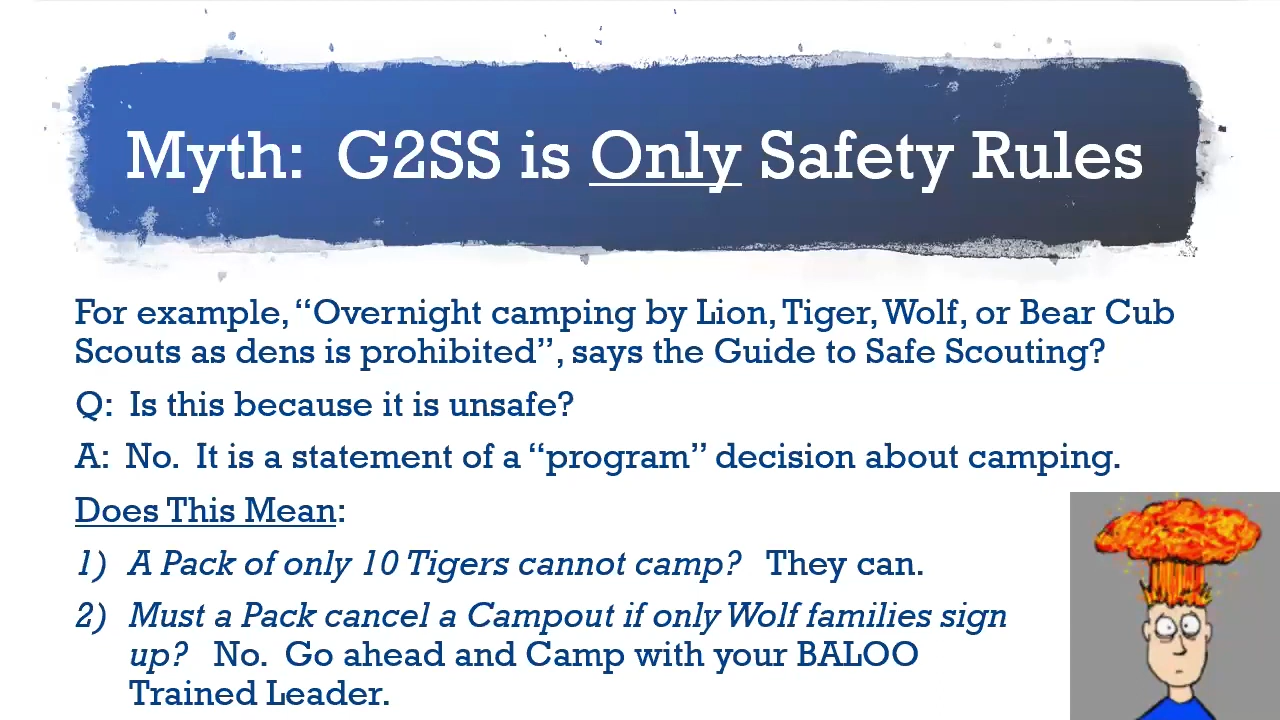 Myth:  G2SS is Only Safety Rules
For example, “Overnight camping by Lion, Tiger, Wolf, or Bear Cub
Scouts as dens is prohibited”, says the Guide to Safe Scouting?
Q:  Is this because it is unsafe?
A:  No.  It is a statement of a “program” decision about camping.
Does This Mean:
1)  A Pack of only 10 Tigers cannot camp?  They can.
2)  Must a Pack cancel a Campout if only Wolf families sign
up?  No.  Go ahead and Camp with your BALOO
Trained Leader.